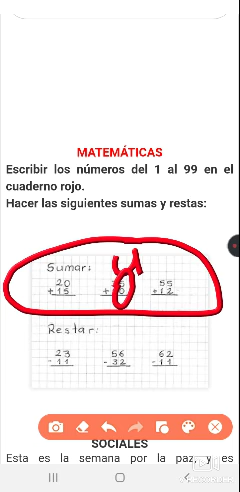 MATEMÁTICAS
Escribir los números del 1 al 99 en el
cuaderno rojo.
Hacer las siguientes sumas y restas:
Sumar:
20 55
+15 + +12
Restar:
23 56 62
-11 -32 -11
SOCIALES
Esta es la semana por la paz, y es